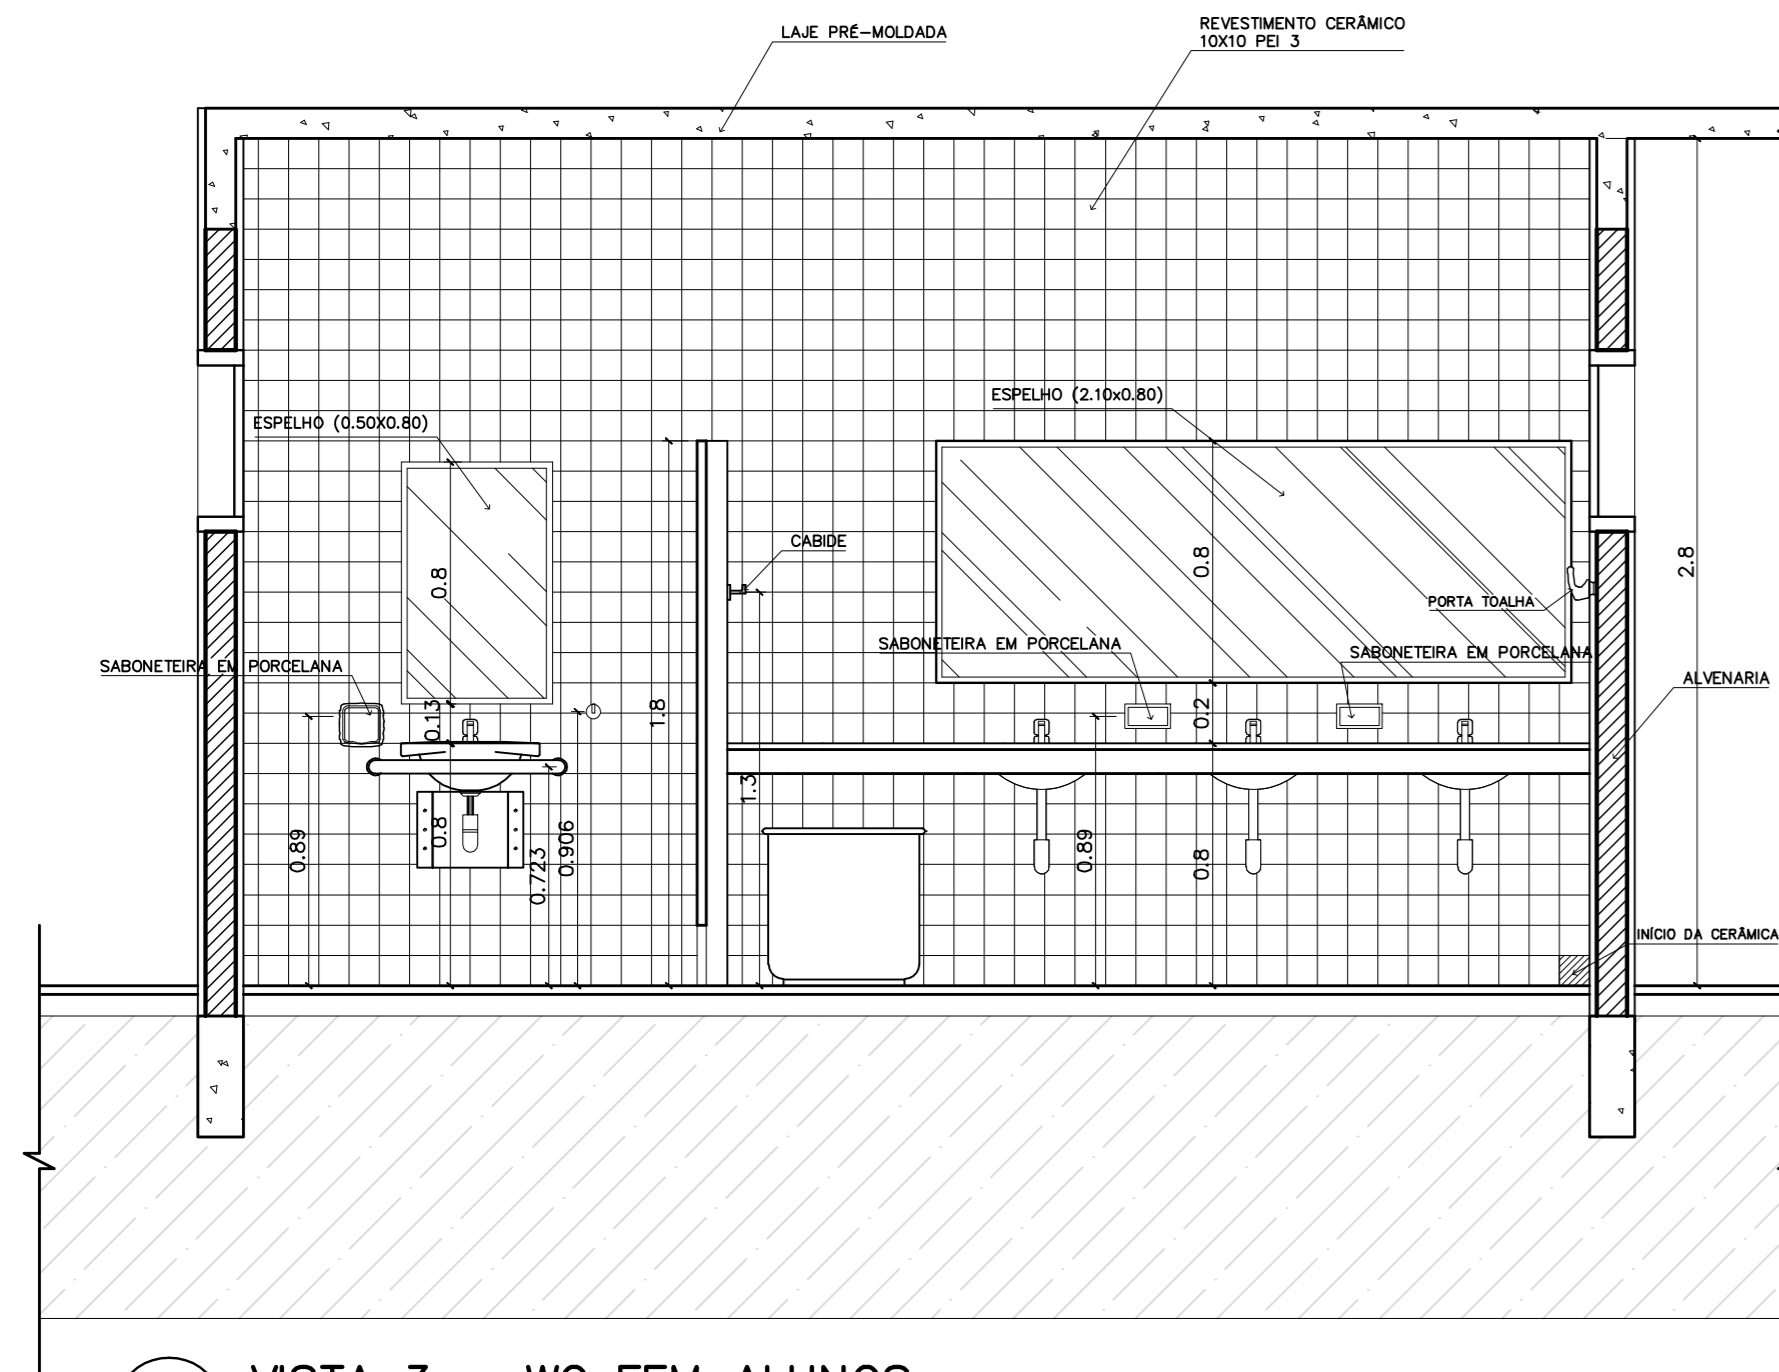 REVESTIMENTO CERÂMICO
10X10 PEI 3
LAJE PRÉ-MOLDADA
ESPELHO (2.10x0.80)
ESPELHO (0.50X0.80)
CABIDE
0.8
0.8
2.8
PORTA TOALHA
SABONETEIRA EM PORCELANA
SABONETEIRA EM PORCELANA
SABONETEIRA EM PORCELANA
ALVENARIA
0.13
1.8
0.2
1.3
0.89
0.8
0.723
0.906
0.89
0.8
INÍCIO DA CERÂMICA